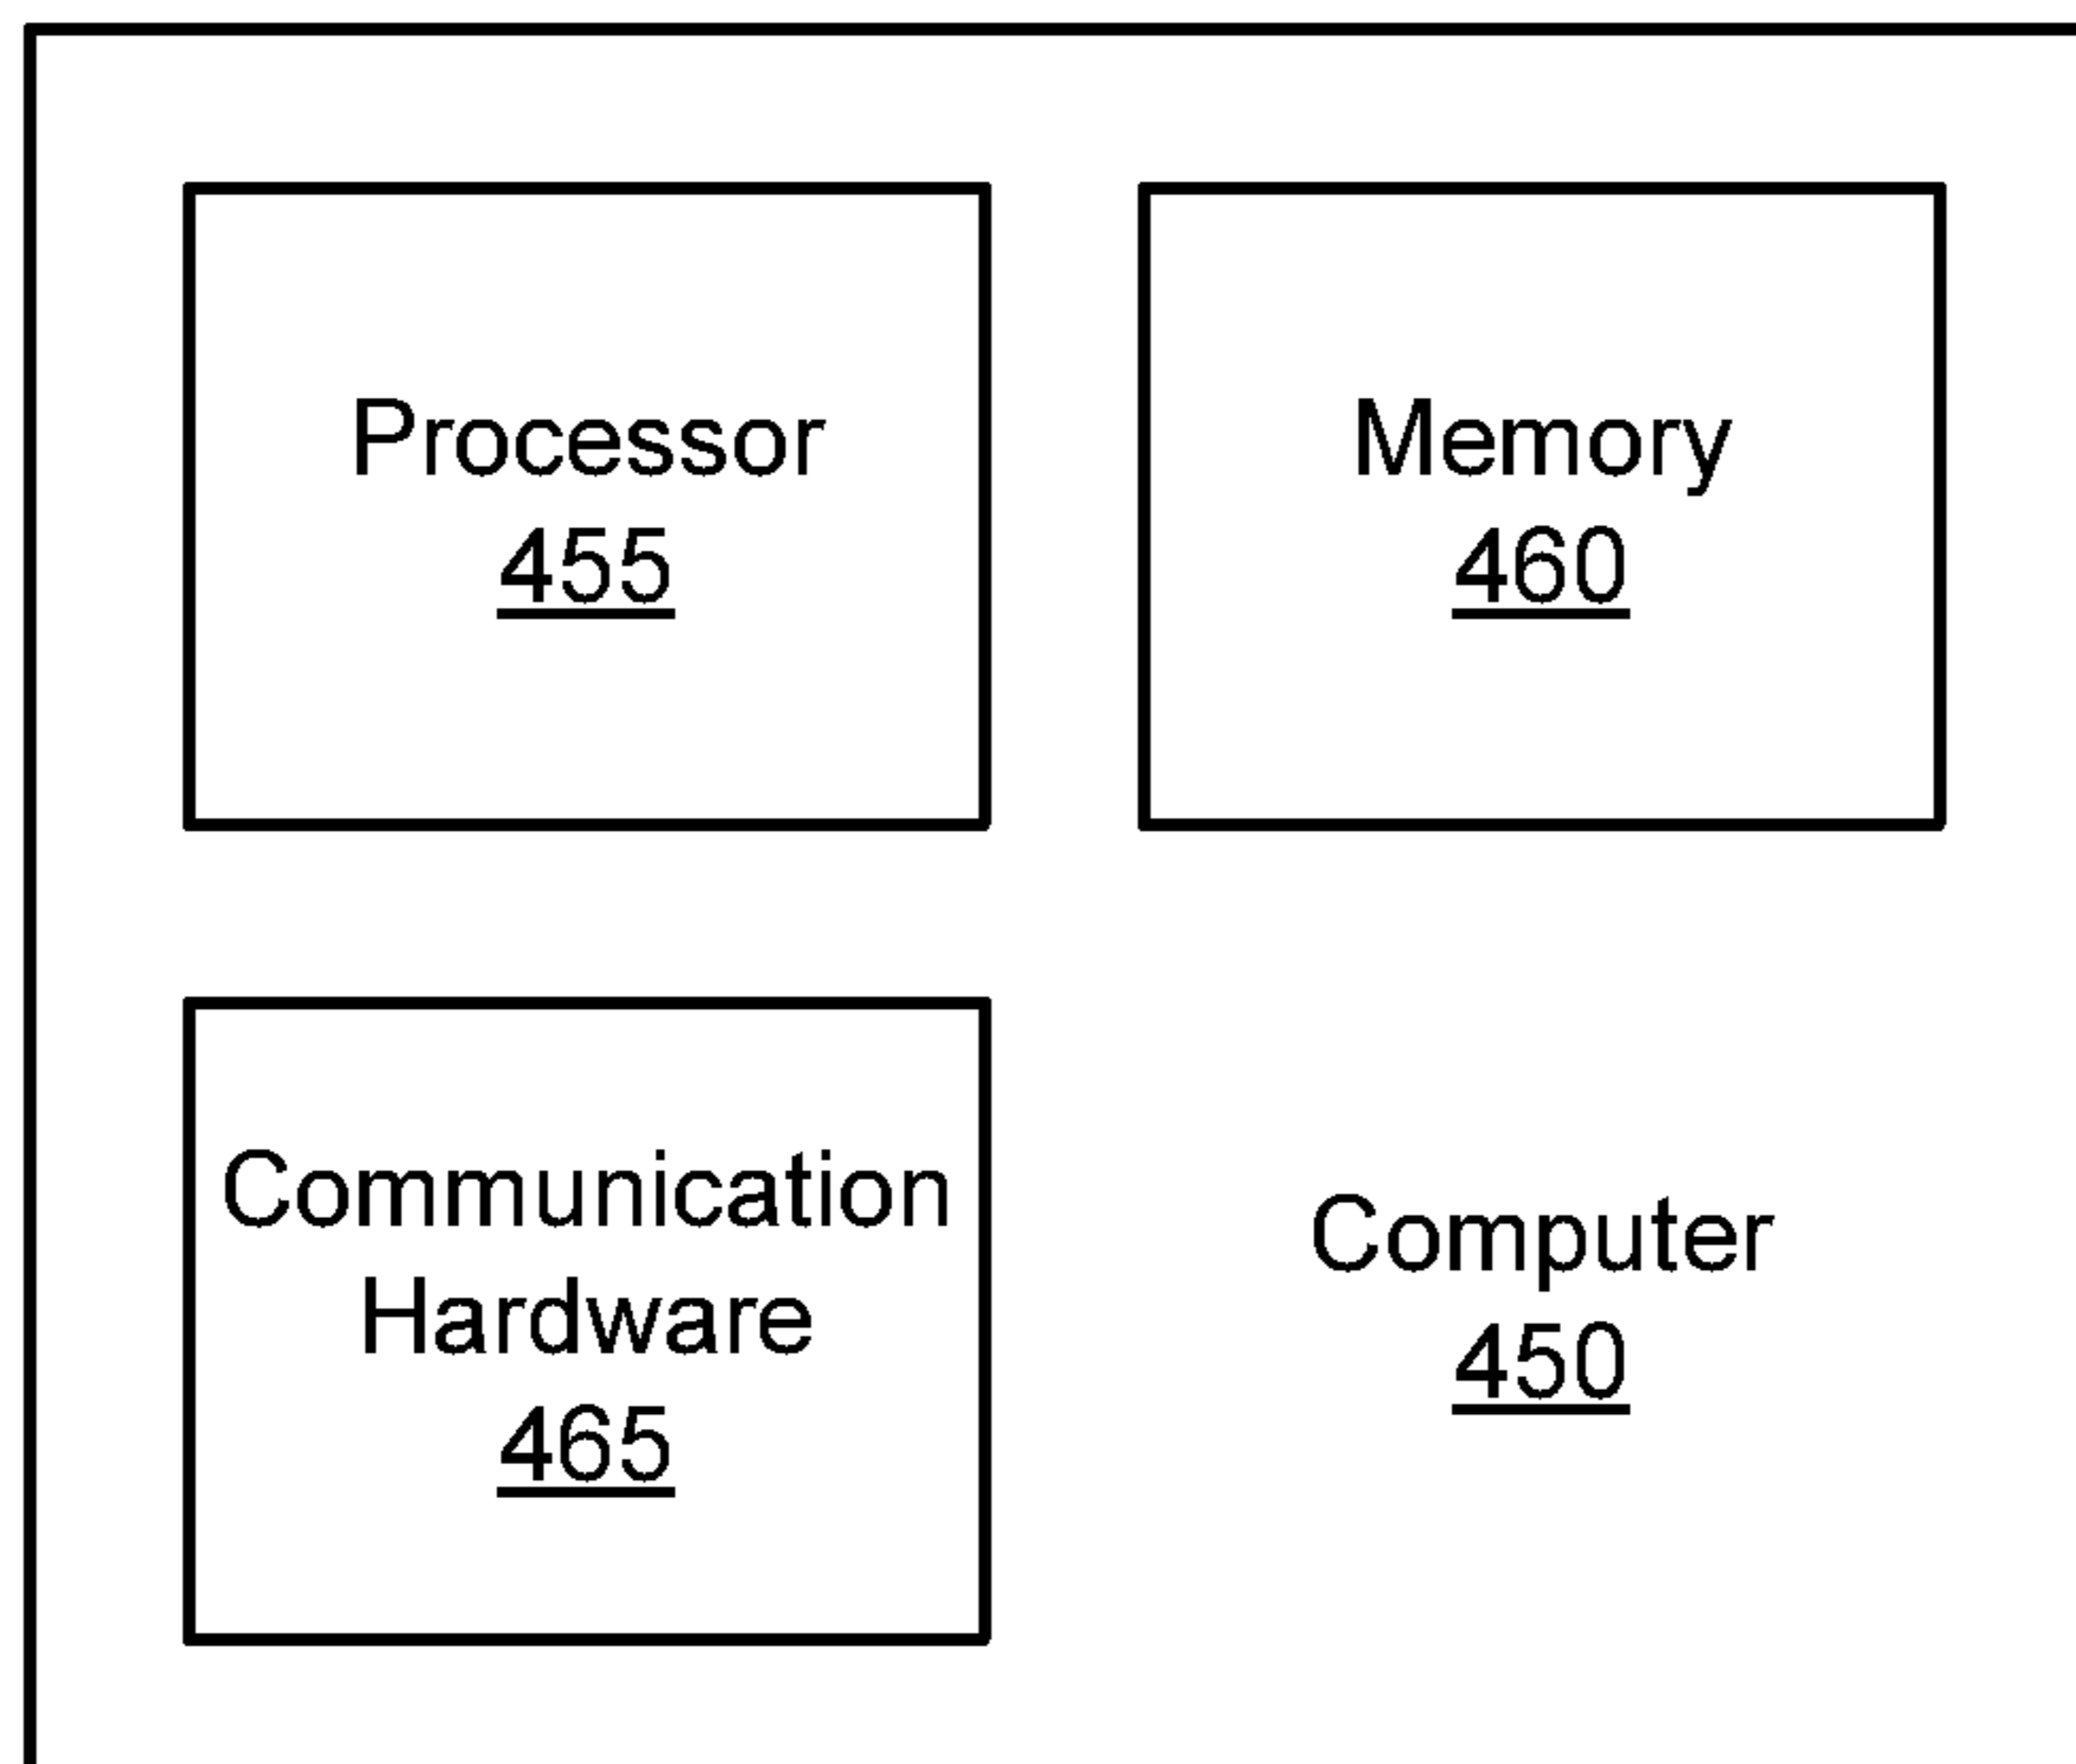 Processor
455
Memory
460
Communication
Hardware
465
Computer
450